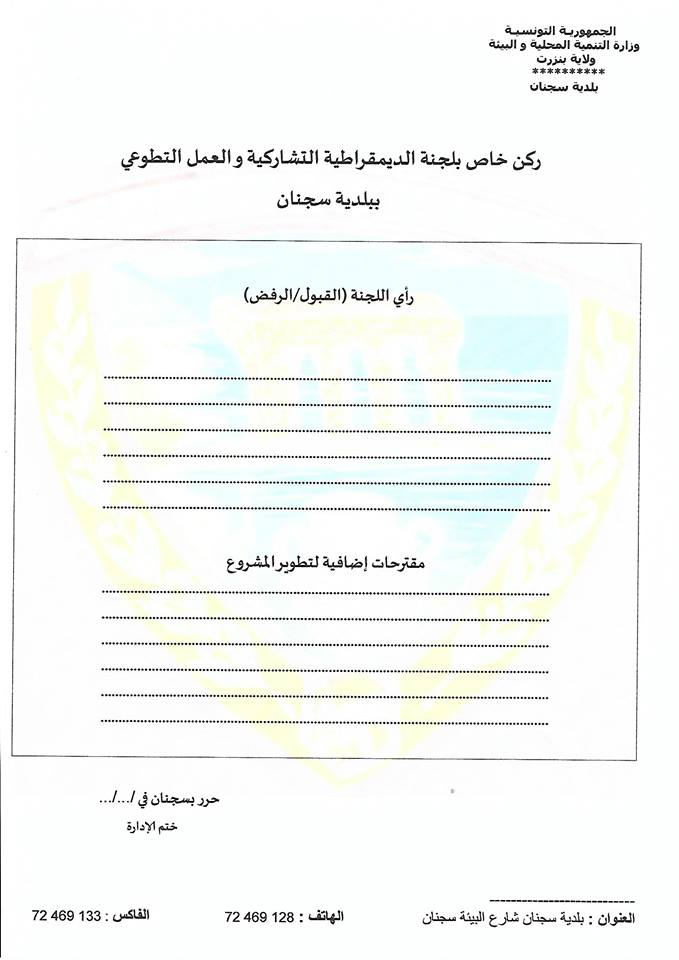 الجمهورية التونسية
وزارة التنمية المحلية و البيئة
ولاية بنزرت
**********
بلدية سجنان
ركن خاص بلجنة الديمقراطية التشاركية و العمل التطوعي
ببلدية سجنان
رأي اللجنة (القبول/الرفض)
مقترحات إضافية لتطوير المشروع
حرر بسجنان في /.../...
ختم الإدارة
العنوان : بلدية سجنان شارع البيئة سجنان الهاتف : 128 469 72 الفاكس : 133 469 72